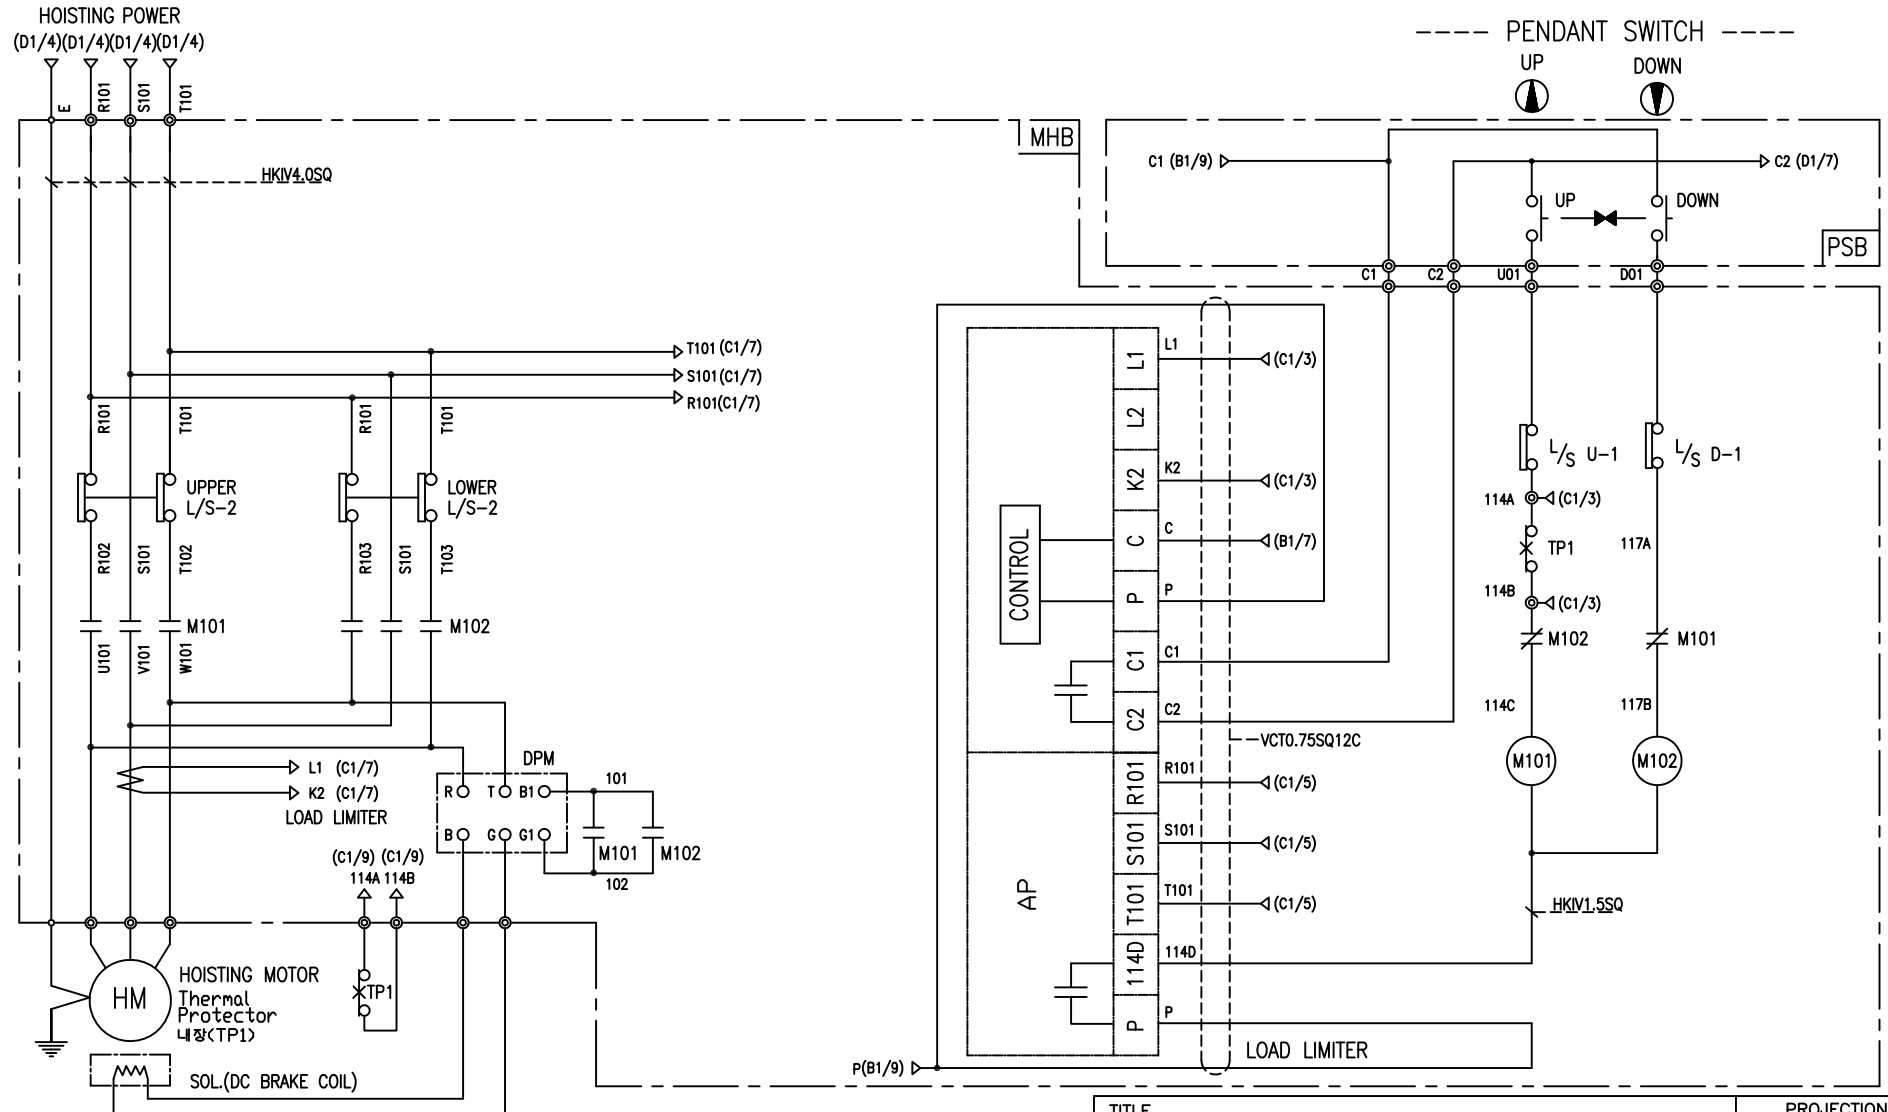 HOISTING POWER
(D1/4)(D1/4)(D1/4)(D1/4)
E
R101
S101
T101
HKIV4.0SQ
MHB
---- PENDANT SWITCH ----
UP
DOWN
C1 (B1/9)
C2 (D1/7)
UP
DOWN
PSB
C1
C2
U01
D01
T101 (C1/7)
S101 (C1/7)
R101(C1/7)
R101
T101
R101
T101
UPPER
L/S-2
LOWER
L/S-2
R102
S101
T102
R103
S101
T103
M101
M102
U101
V101
W101
L1 (C1/7)
K2 (C1/7)
LOAD LIMITER
DPM
R
T
B1
B
G
G1
101
M101
M102
102
(C1/9) (C1/9)
114A 114B
TP1
HM
HOISTING MOTOR
Thermal
Protector
내장(TP1)
SOL.(DC BRAKE COIL)
CONTROL
AP
L1
L1
(C1/3)
L2
K2
K2
(C1/3)
C
C
(B1/7)
P
P
C1
C1
C2
C2
VCT0.75SQ12C
R101
R101
(C1/5)
S101
S101
(C1/5)
T101
T101
(C1/5)
114D
114D
P
P
LOAD LIMITER
P(B1/9)
L/S U-1
L/S D-1
114A
(C1/3)
TP1
117A
114B
(C1/3)
M102
M101
114C
117B
M101
M102
HKIV1.5SQ
TITLE
PROJECTION